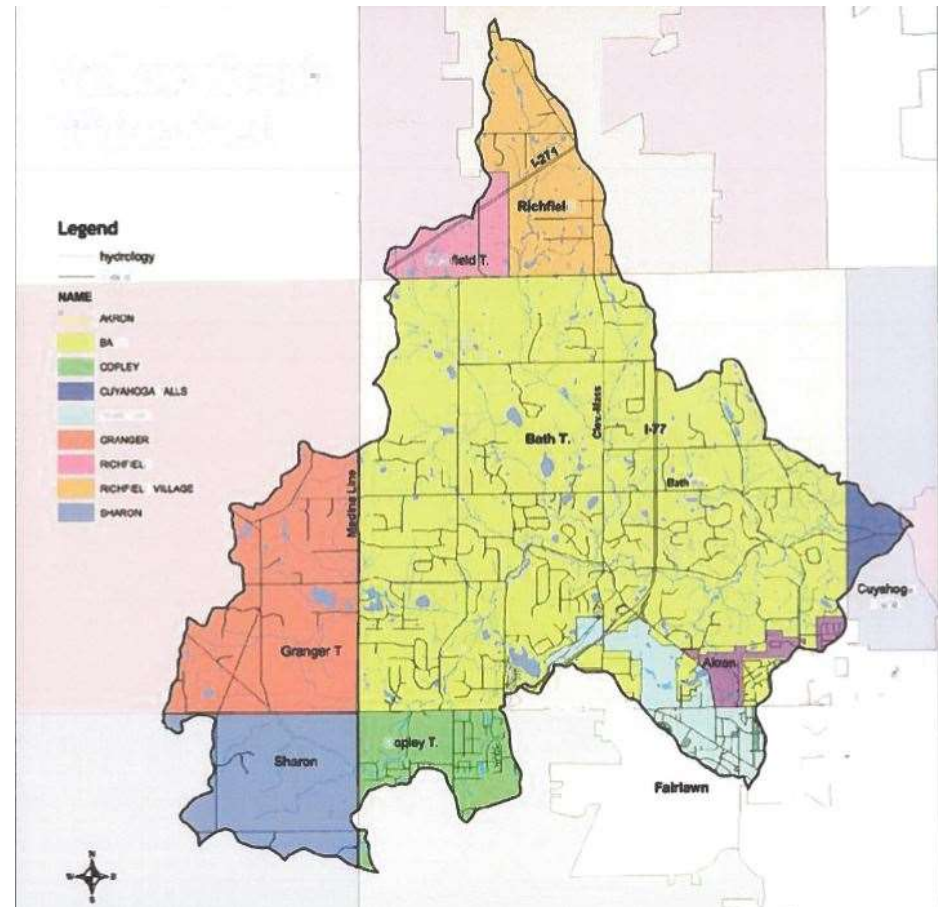 I-271
Richfiel
field T.
Legend
hydrology
NAME
AKRON
BA
COPLEY
CUYAHOGA ALLS
GRANGER
RICHFIEL
RICHFIEL VILLAGE
SHARON
Clev.-Mass
Bath T.
I-77
Bath
Medina Line
Cuyahog
Granger T
Akron
Sharon
opley T.
Fairlawn
N
W E
S